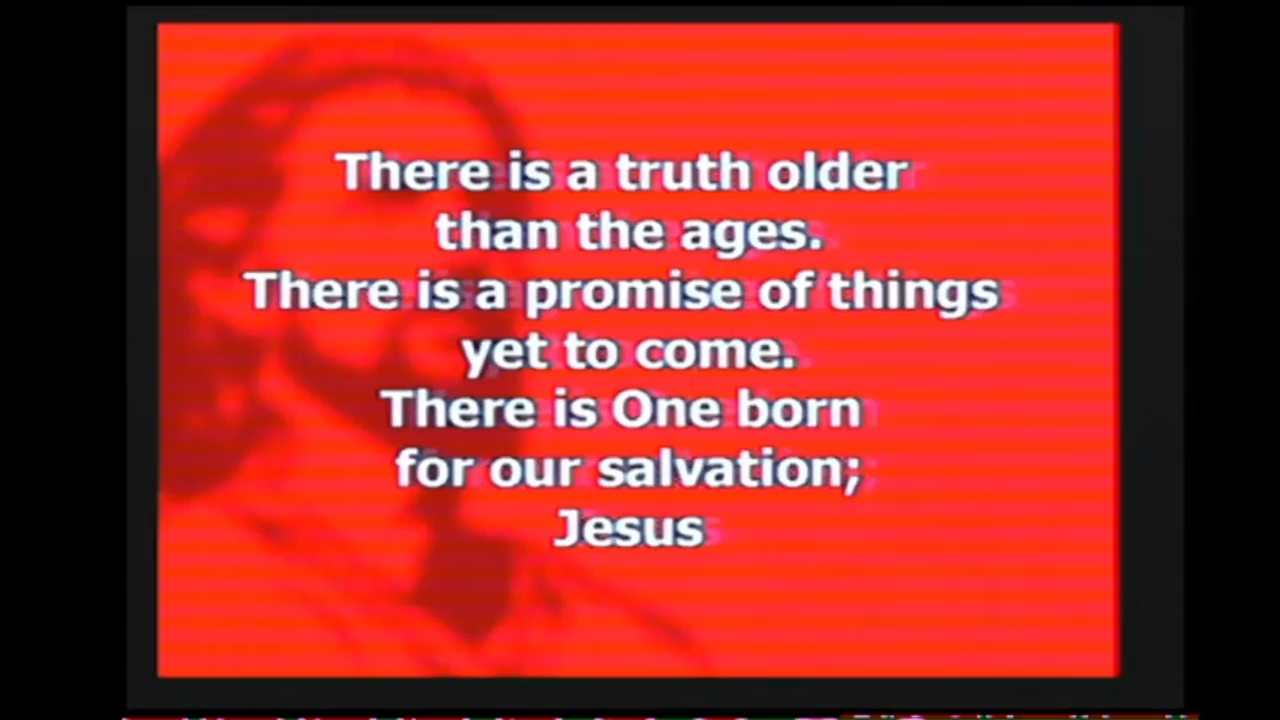 There is a truth older
than the ages.
There is a promise of things
yet to come.
There is One born
for our salvation;
Jesus